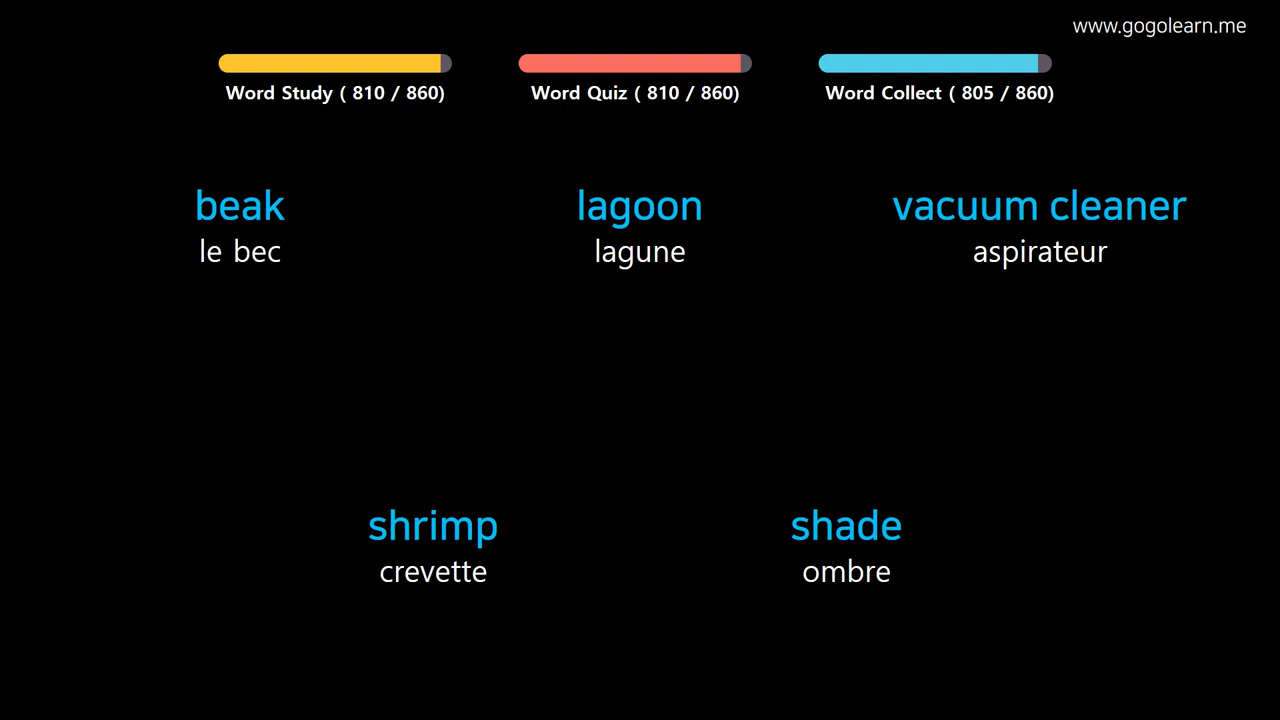 www.gogolearn.me
Word Study ( 810 / 860)
Word Quiz ( 810 / 860)
Word Collect ( 805 / 860)
beak
le bec
lagoon
lagune
vacuum cleaner
aspirateur
shrimp
crevette
shade
ombre